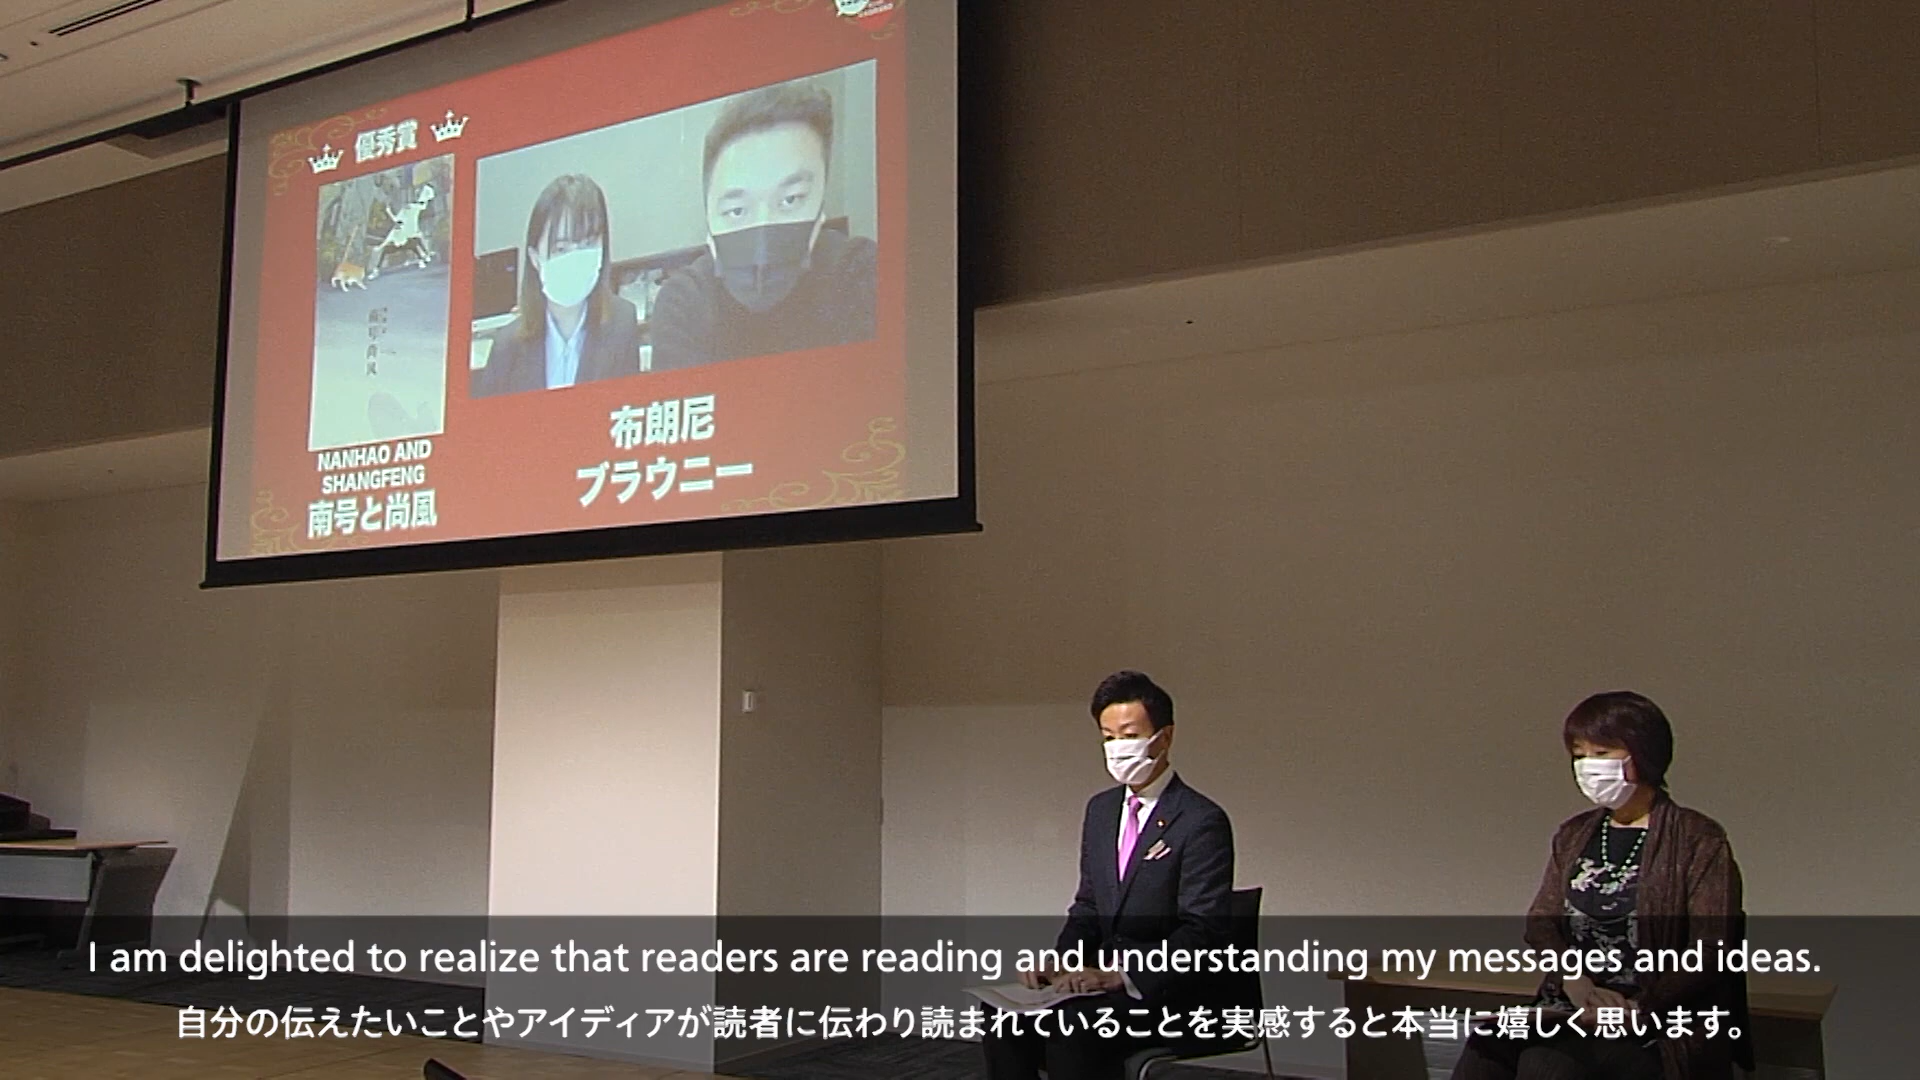 優秀賞
NANHAO AND
SHANGFENG
南号と尚風
布朗尼
ブラウニー
I am delighted to realize that readers are reading and understanding my messages and ideas.
自分の伝えたいことやアイディアが読者に伝わり読まれていることを実感すると本当に嬉しく思います。